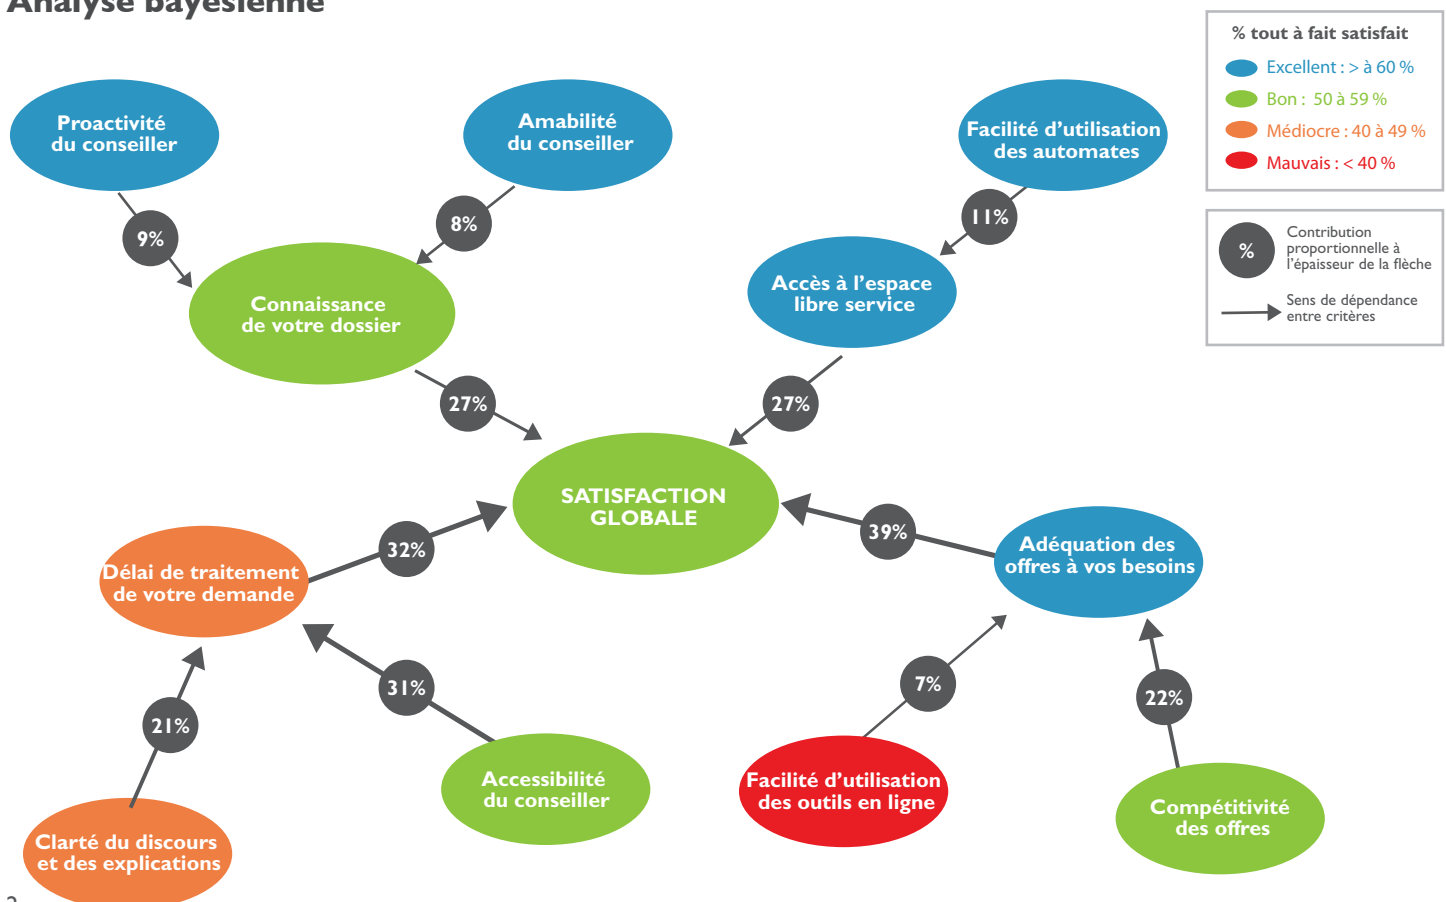 Analyse bayésienne
% tout à fait satisfait
Excellent : > à 60 %
Bon : 50 à 59 %
Médiocre : 40 à 49 %
Mauvais : < 40 %
%
Contribution
proportionnelle à
l'épaisseur de la flèche
Sens de dépendance
entre critères
Proactivité
du conseiller
Amabilité
du conseiller
Facilité d'utilisation
des automates
9%
8%
11%
Connaissance
de votre dossier
Accès à l'espace
libre service
27%
27%
SATISFACTION
GLOBALE
32%
39%
Délai de traitement
de votre demande
Adéquation des
offres à vos besoins
21%
31%
7%
22%
Clarté du discours
et des explications
Accessibilité
du conseiller
Facilité d'utilisation
des outils en ligne
Compétitivité
des offres